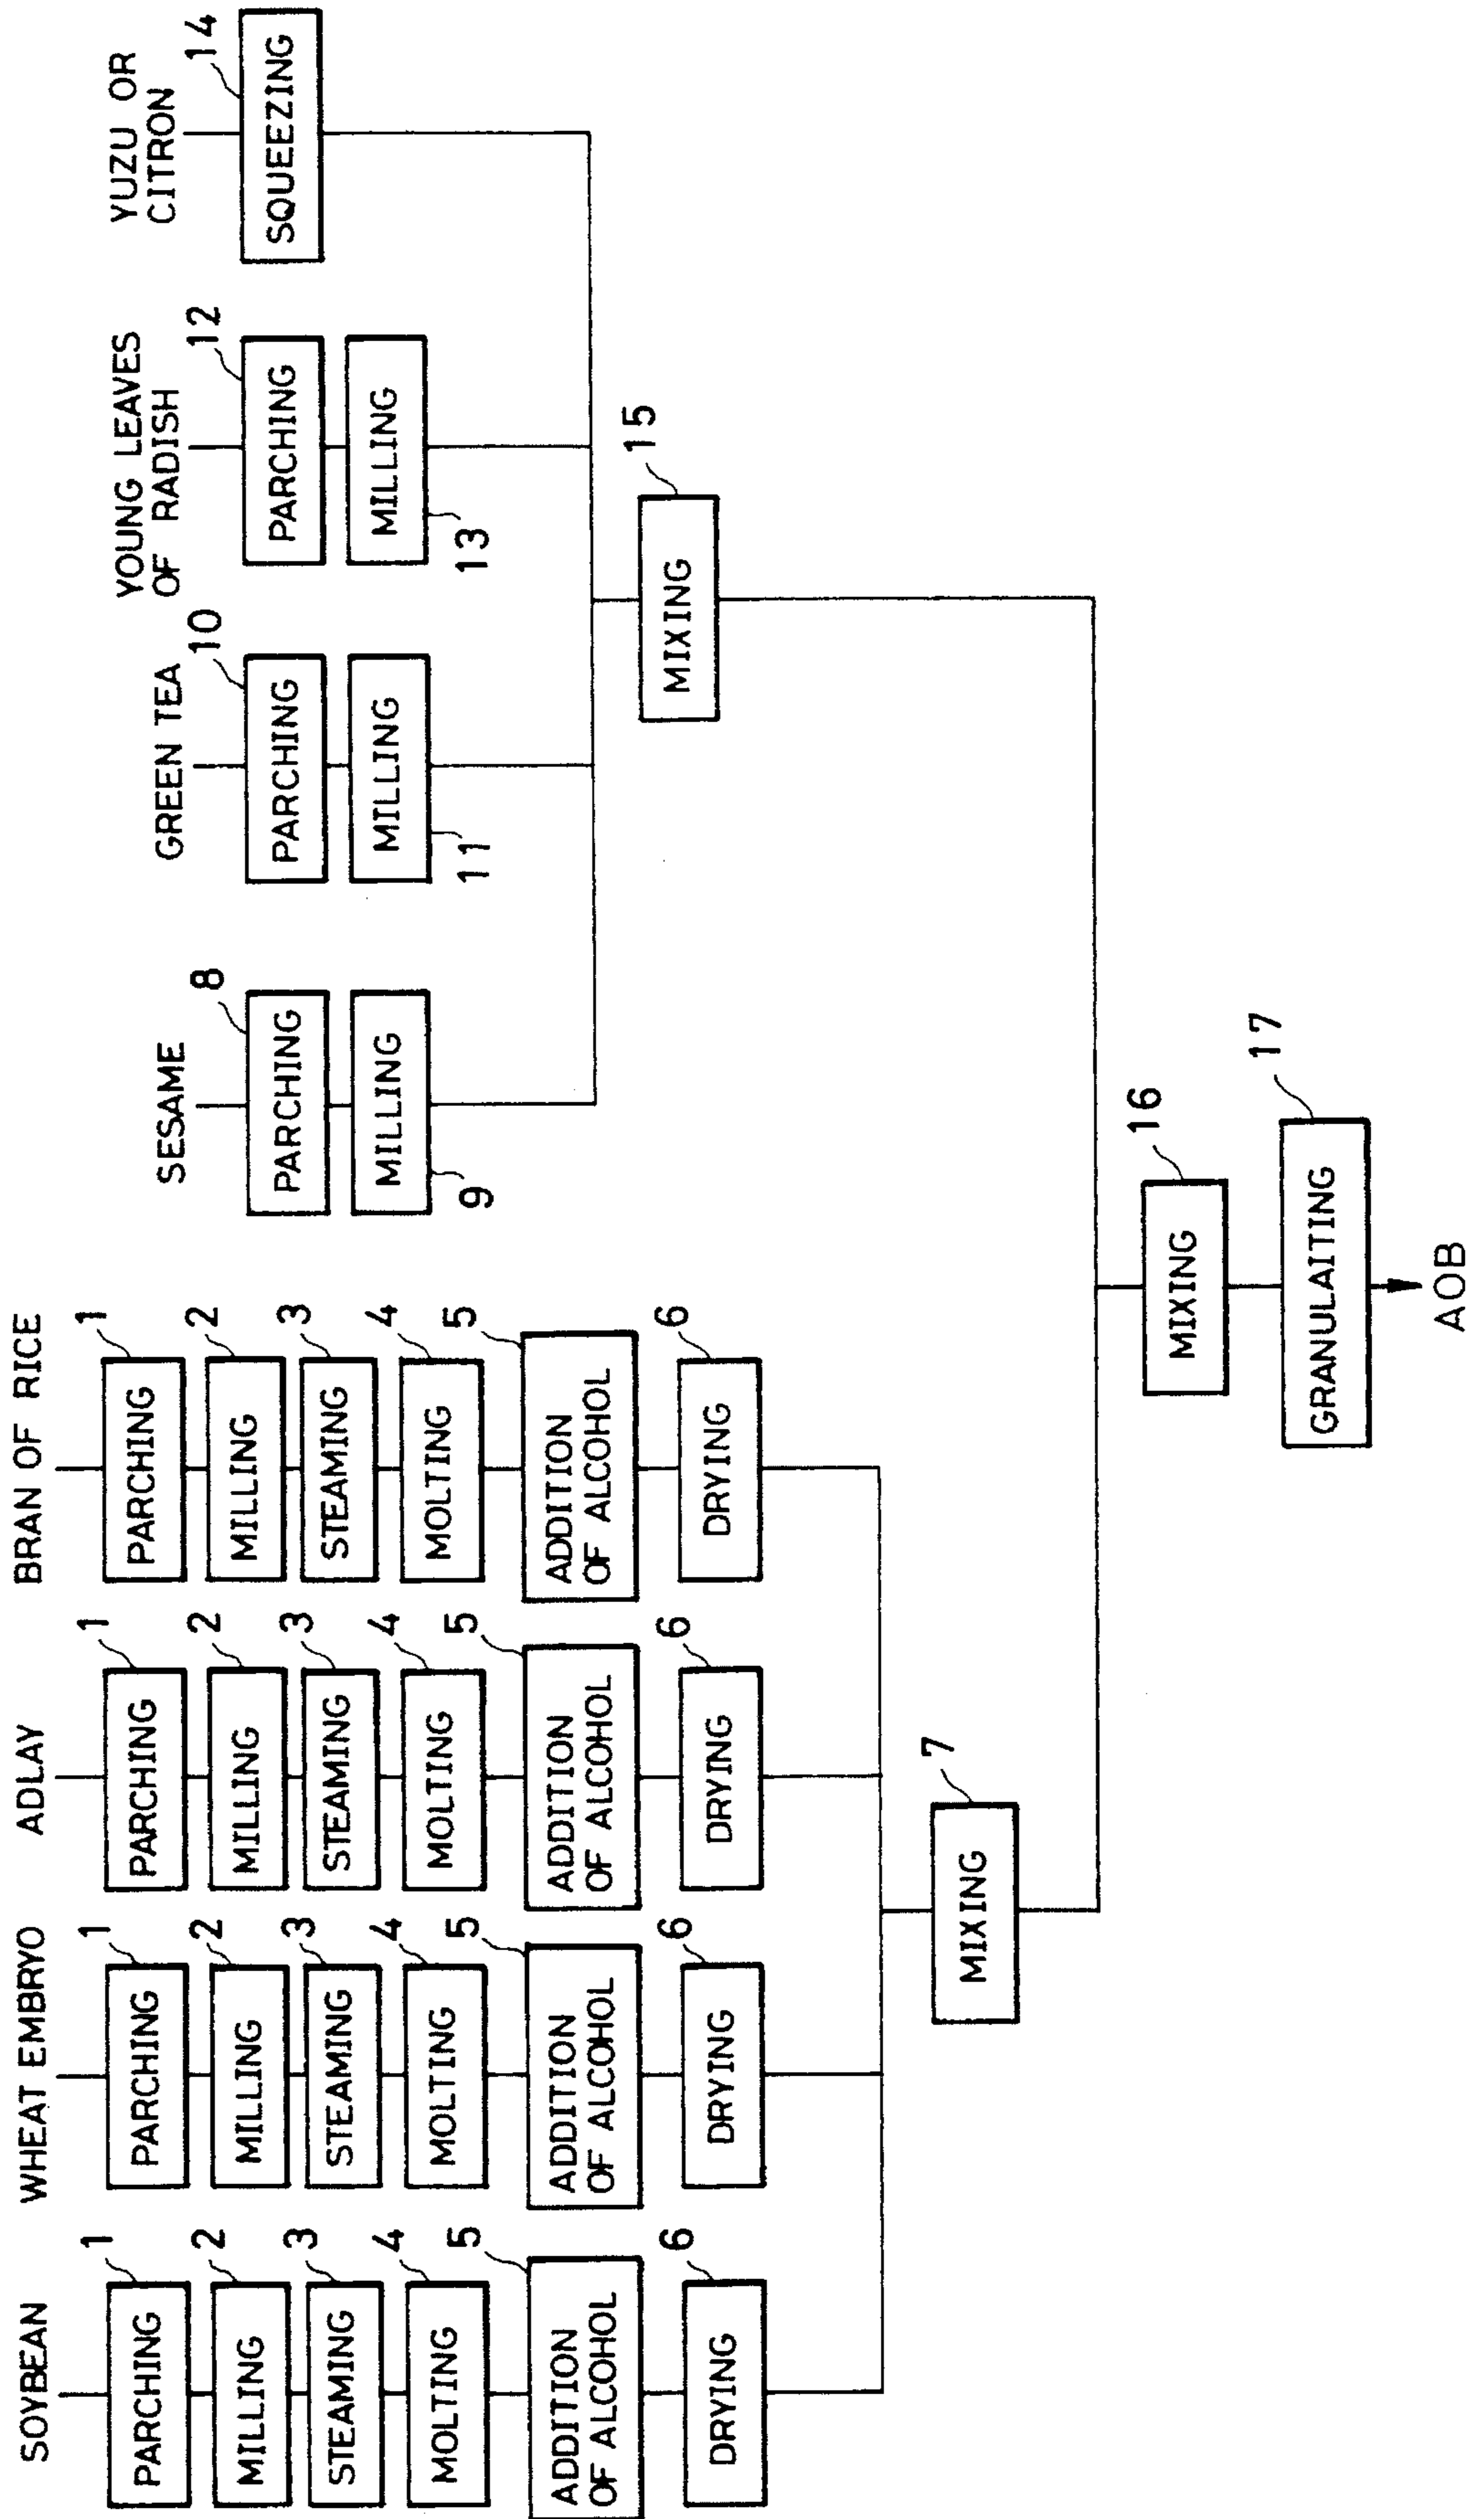 SOYBEAN
1
PARCHING
2
MILLING
3
STEAMING
4
MOLTING
5
ADDITION
OF ALCOHOL
6
DRYING
WHEAT EMBRYO
1
PARCHING
2
MILLING
3
STEAMING
4
MOLTING
5
ADDITION
OF ALCOHOL
6
DRYING
ADLAY
1
PARCHING
2
MILLING
3
STEAMING
4
MOLTING
5
ADDITION
OF ALCOHOL
6
DRYING
BRAN OF RICE
1
PARCHING
2
MILLING
3
STEAMING
4
MOLTING
5
ADDITION
OF ALCOHOL
6
DRYING
7
MIXING
SESAME
8
PARCHING
MILLING
9
GREEN TEA
10
PARCHING
MILLING
11
YOUNG LEAVES
OF RADISH
12
PARCHING
MILLING
13
YUZU OR
CITRON
14
SQUEEZING
15
MIXING
16
MIXING
17
GRANULAITING
AOB